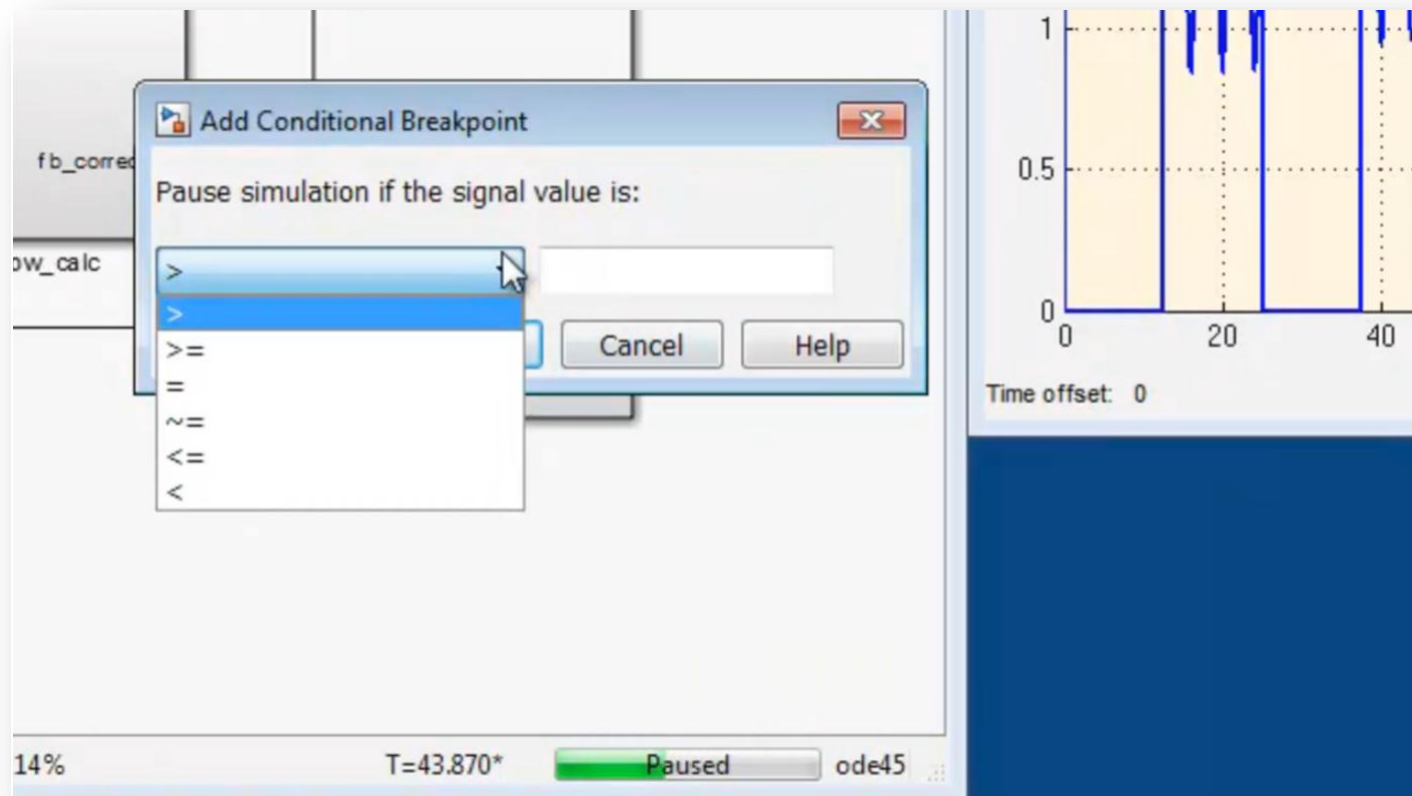 Add Conditional Breakpoint
Pause simulation if the signal value is:
>
>
>=
=
~=
<=
<
Cancel
Help
fb_correc
ow_calc
14%
T=43.870*
Paused
ode45
1
0.5
0
0
20
40
Time offset: 0